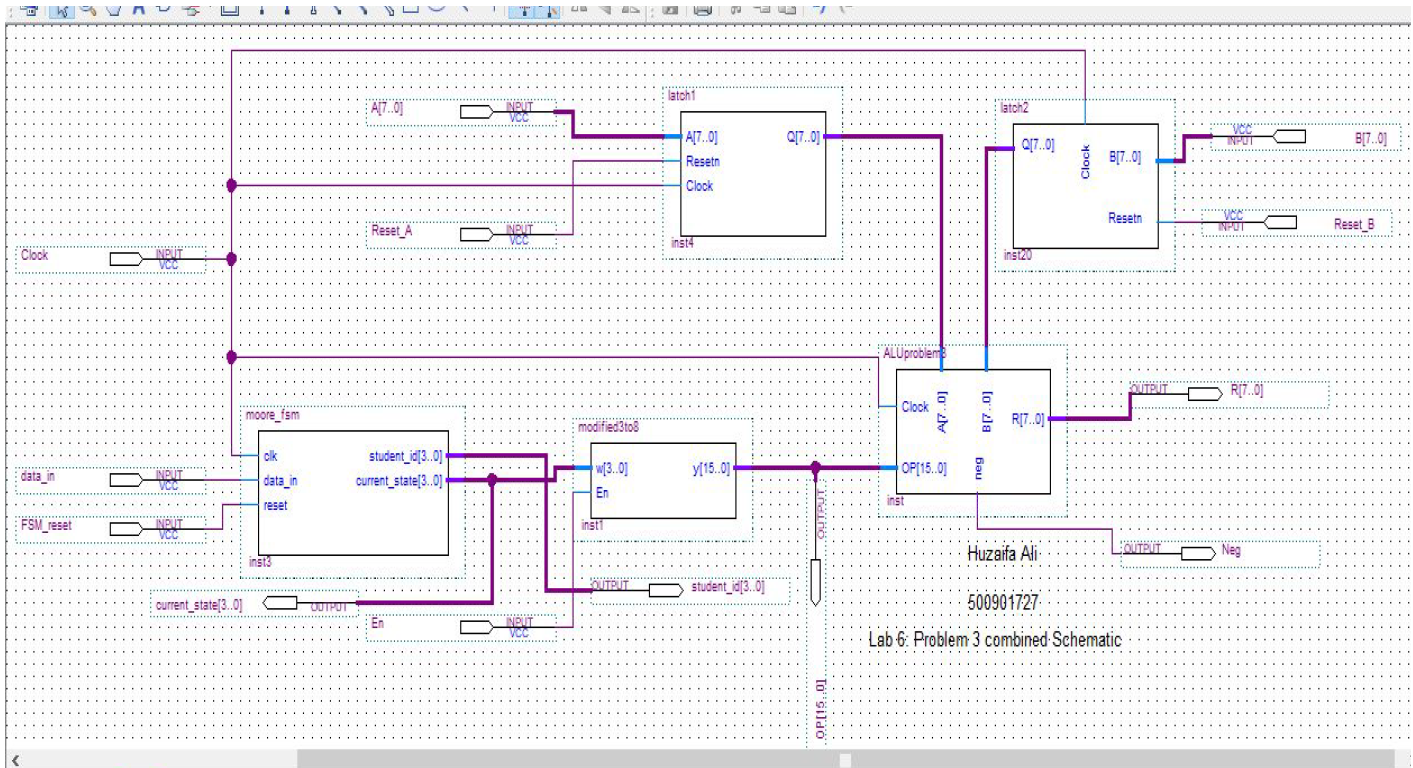 latch1
A[7..0]
INPUT
VCC
A[7..0]
Q[7..0]
Resetn
Clock
Reset_A
INPUT
VCC
inst4
latch2
Q[7..0]
Clock
B[7..0]
Resetn
inst20
VCC
INPUT
B[7..0]
VCC
INPUT
Reset_B
Clock
INPUT
VCC
ALUproblem3
Clock
A[7..0]
B[7..0]
R[7..0]
OP[15..0]
neg
inst
OUTPUT
R[7..0]
moore_fsm
clk
student_id[3..0]
data_in
current_state[3..0]
reset
inst3
data_in
INPUT
VCC
FSM_reset
INPUT
VCC
modified3to8
w[3..0]
y[15..0]
En
inst1
OUTPUT
OP[15..0]
OUTPUT
Neg
OUTPUT
student_id[3..0]
current_state[3..0]
OUTPUT
En
INPUT
VCC
Huzaifa Ali
500901727
Lab 6: Problem 3 combined Schematic